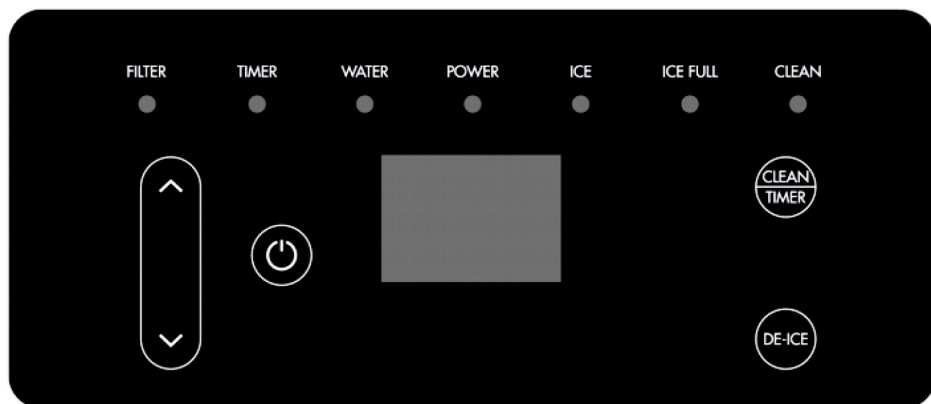 FILTER TIMER WATER POWER ICE ICE FULL CLEAN
CLEAN
TIMER
DE-ICE